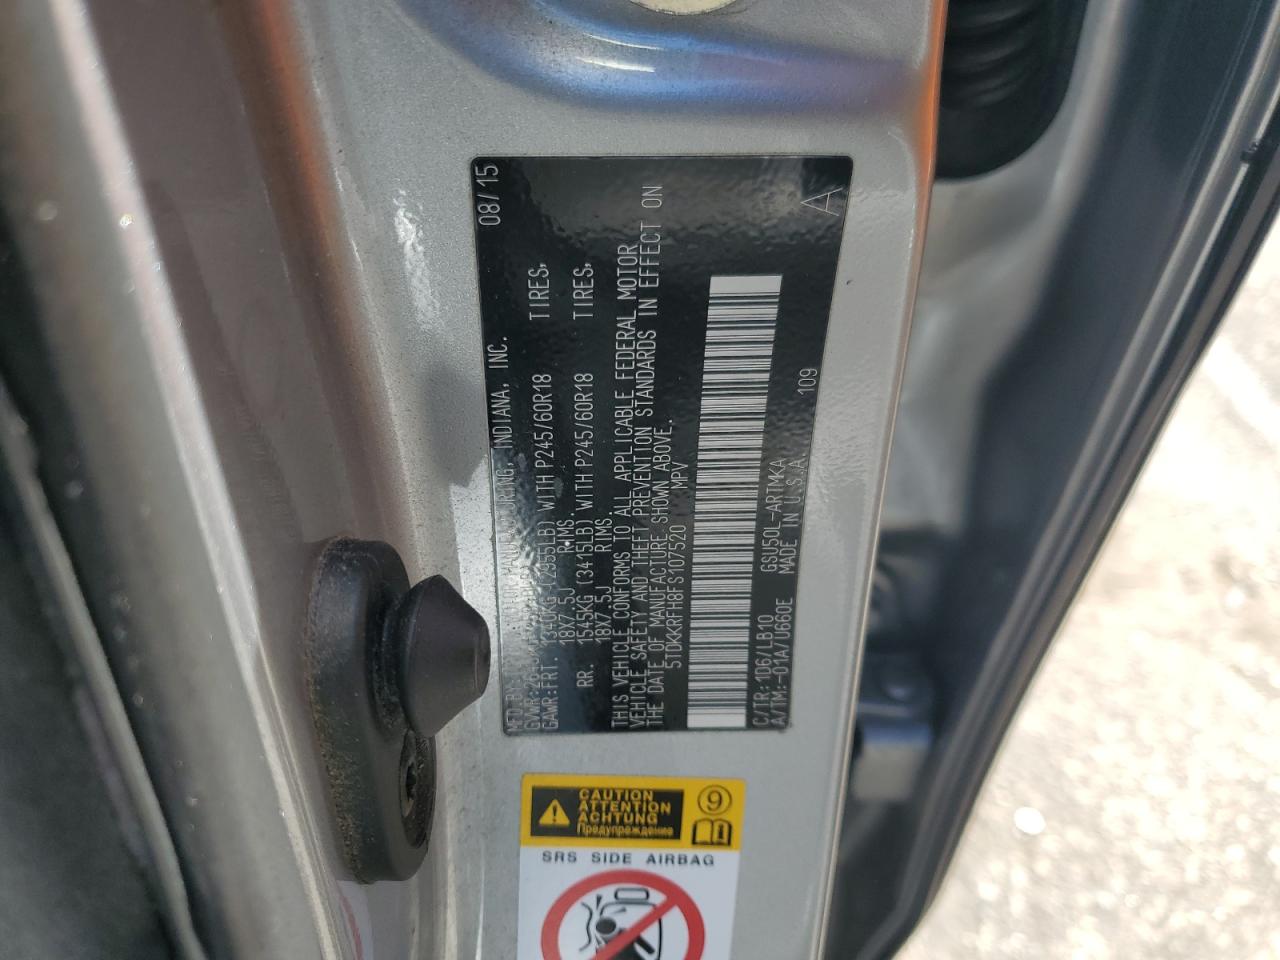 08/15
INDIANA, INC.
GAWR:FRT. 1340KG (2955LB) WITH P245/60R18 TIRES,
18X7.5J RIMS.
RR. 1545KG (3415LB) WITH P245/60R18 TIRES,
18X7.5J RIMS.
THIS VEHICLE CONFORMS TO ALL APPLICABLE FEDERAL MOTOR
VEHICLE SAFETY AND THEFT PREVENTION STANDARDS IN EFFECT ON
THE DATE OF MANUFACTURE SHOWN ABOVE.
5TDKKRFH8FS107520 MPV
C/TR:1D6/LB10 GSU50L-ARTMKA 109
A/TM:-01A/U660E MADE IN U.S.A.
A
CAUTION
ATTENTION
ACHTUNG
Предупреждение
9
SRS SIDE AIRBAG